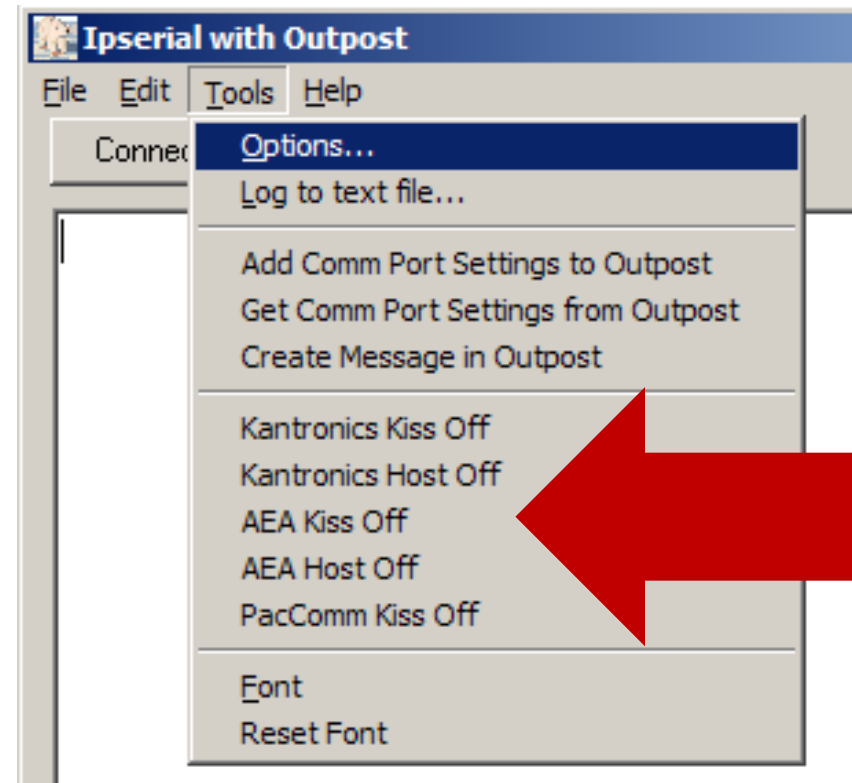 Ipserial with Outpost
File Edit Tools Help
Options...
Log to text file...
Add Comm Port Settings to Outpost
Get Comm Port Settings from Outpost
Create Message in Outpost
Kantronics Kiss Off
Kantronics Host Off
AEA Kiss Off
AEA Host Off
PacComm Kiss Off
Font
Reset Font